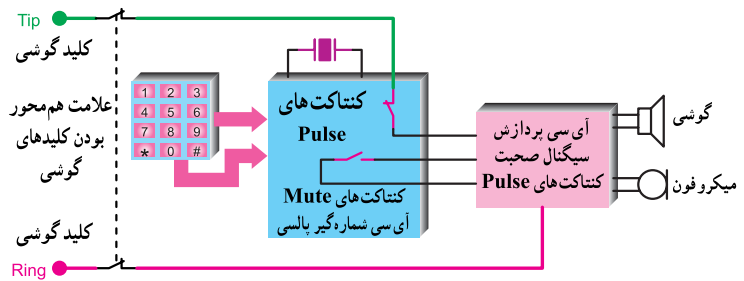 Tip
کلید گوشی
علامت هم‌محور
بودن کلیدهای
گوشی
کلید گوشی
Ring
1 2 3
4 5 6
7 8 9
* 0 #
کنتاکت‌های
Pulse
کنتاکت‌های Mute
آی‌سی شماره‌گیر پالسی
آی‌سی پردازش
سیگنال صحبت
کنتاکت‌های Pulse
گوشی
میکروفون